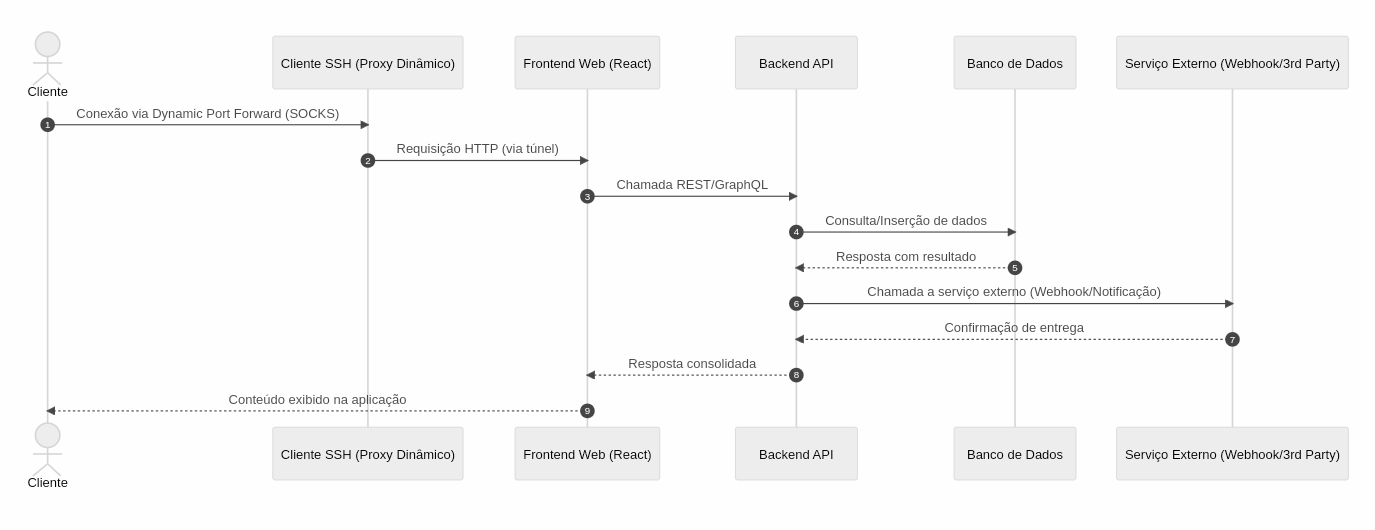 Cliente
Cliente SSH (Proxy Dinâmico)
Frontend Web (React)
Backend API
Banco de Dados
Serviço Externo (Webhook/3rd Party)
1
Conexão via Dynamic Port Forward (SOCKS)
2
Requisição HTTP (via túnel)
3
Chamada REST/GraphQL
4
Consulta/Inserção de dados
Resposta com resultado
5
6
Chamada a serviço externo (Webhook/Notificação)
Confirmação de entrega
7
Resposta consolidada
8
Conteúdo exibido na aplicação
9
Cliente
Cliente SSH (Proxy Dinâmico)
Frontend Web (React)
Backend API
Banco de Dados
Serviço Externo (Webhook/3rd Party)